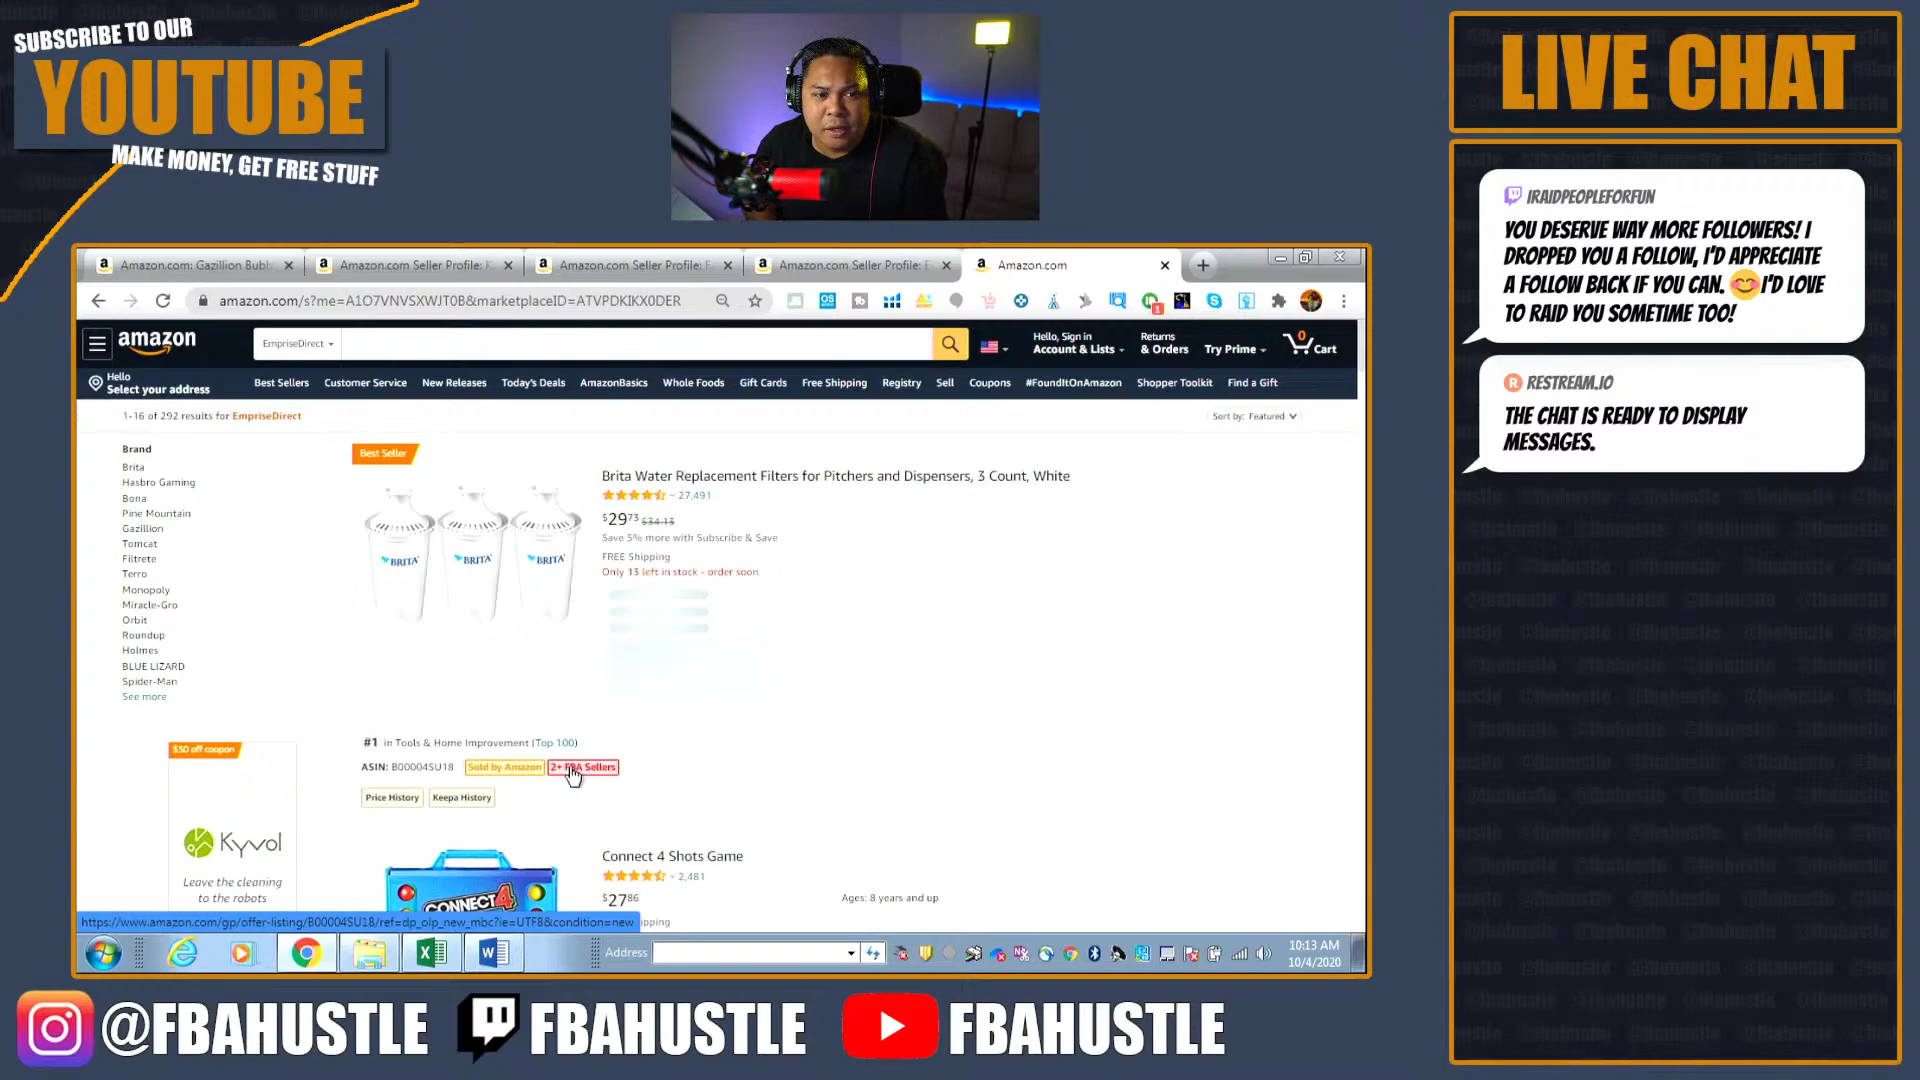 SUBSCRIBE TO OUR
YOUTUBE
MAKE MONEY, GET FREE STUFF
LIVE CHAT
IRAIDPEOPLEFORFUN
YOU DESERVE WAY MORE FOLLOWERS! I
DROPPED YOU A FOLLOW, I'D APPRECIATE
A FOLLOW BACK IF YOU CAN. 😊 I'D LOVE
TO RAID YOU SOMETIME TOO!
RESTREAM.IO
THE CHAT IS READY TO DISPLAY
MESSAGES.
Amazon.com: Gazillion Bubb
Amazon.com Seller Profile:
Amazon.com Seller Profile:
Amazon.com Seller Profile: E
Amazon.com
amazon.com/s?me=A1O7VNVSXWJT0B&marketplaceID=ATVPDKIKX0DER
amazon
EmpriseDirect
Hello, Sign in
Account & Lists
Returns
& Orders
Try Prime
0
Cart
Hello
Select your address
Best Sellers
Customer Service
New Releases
Today's Deals
AmazonBasics
Whole Foods
Gift Cards
Free Shipping
Registry
Sell
Coupons
#FoundItOnAmazon
Shopper Toolkit
Find a Gift
1-16 of 292 results for EmpriseDirect
Sort by: Featured
Brand
Brita
Hasbro Gaming
Bona
Pine Mountain
Gazillion
Tomcat
Filtrete
Terro
Monopoly
Miracle-Gro
Orbit
Roundup
Holmes
BLUE LIZARD
Spider-Man
See more
$50 off coupon
Kyvol
Leave the cleaning
to the robots
Best Seller
BRITA
BRITA
BRITA
Brita Water Replacement Filters for Pitchers and Dispensers, 3 Count, White
27,491
$2973 $34.13
Save 5% more with Subscribe & Save
FREE Shipping
Only 13 left in stock - order soon.
#1 in Tools & Home Improvement (Top 100)
ASIN: B00004SU18 Sold by Amazon 2+ FBA Sellers
Price History Keepa History
CONNECT 4
Connect 4 Shots Game
2,481
$2786
Ages: 8 years and up
https://www.amazon.com/gp/offer-listing/B00004SU18/ref=dp_olp_new_mbc?ie=UTF8&condition=new
Address
10:13 AM
10/4/2020
@FBAHUSTLE
FBAHUSTLE
FBAHUSTLE